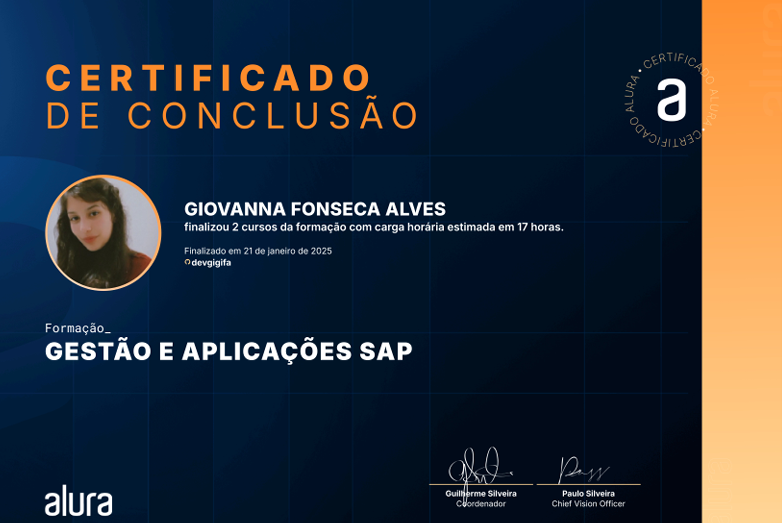 CERTIFICADO
DE CONCLUSÃO
CERTIFICADO ALURA • CERTIFICADO ALURA •
a
GIOVANNA FONSECA ALVES
finalizou 2 cursos da formação com carga horária estimada em 17 horas.
Finalizado em 21 de janeiro de 2025
devgigifa
Formação_
GESTÃO E APLICAÇÕES SAP
Guilherme Silveira
Coordenador
Paulo Silveira
Chief Vision Officer
alura